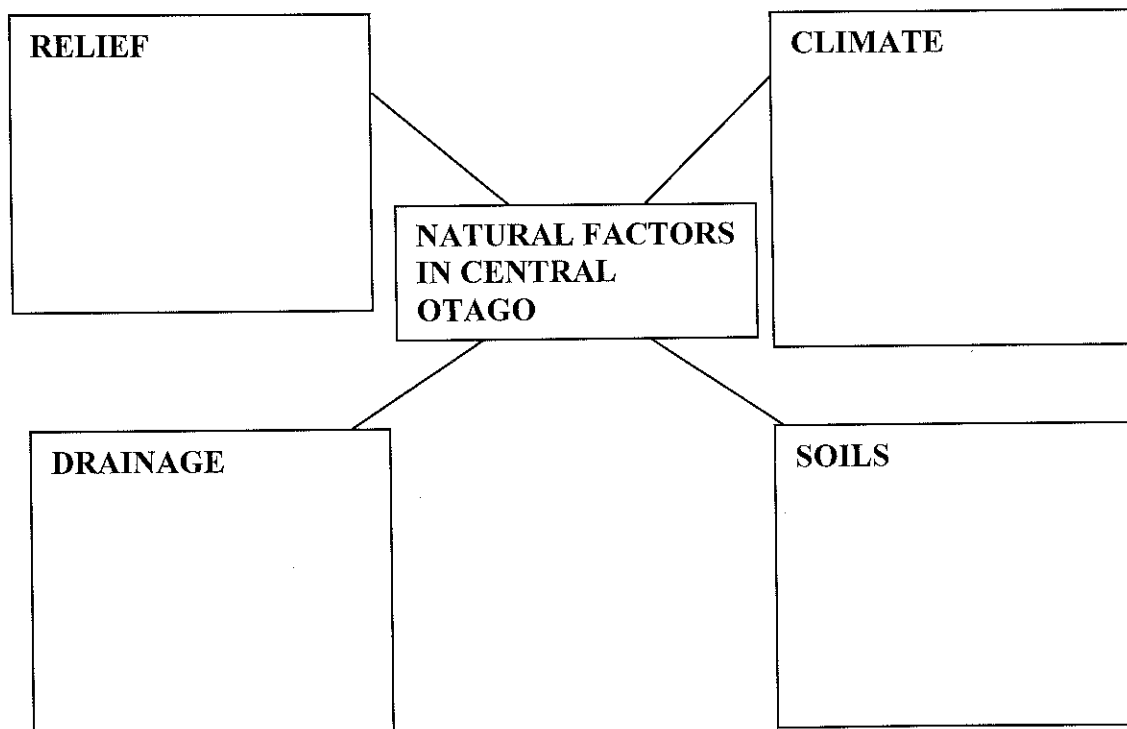 RELIEF
CLIMATE
NATURAL FACTORS
IN CENTRAL
OTAGO
DRAINAGE
SOILS